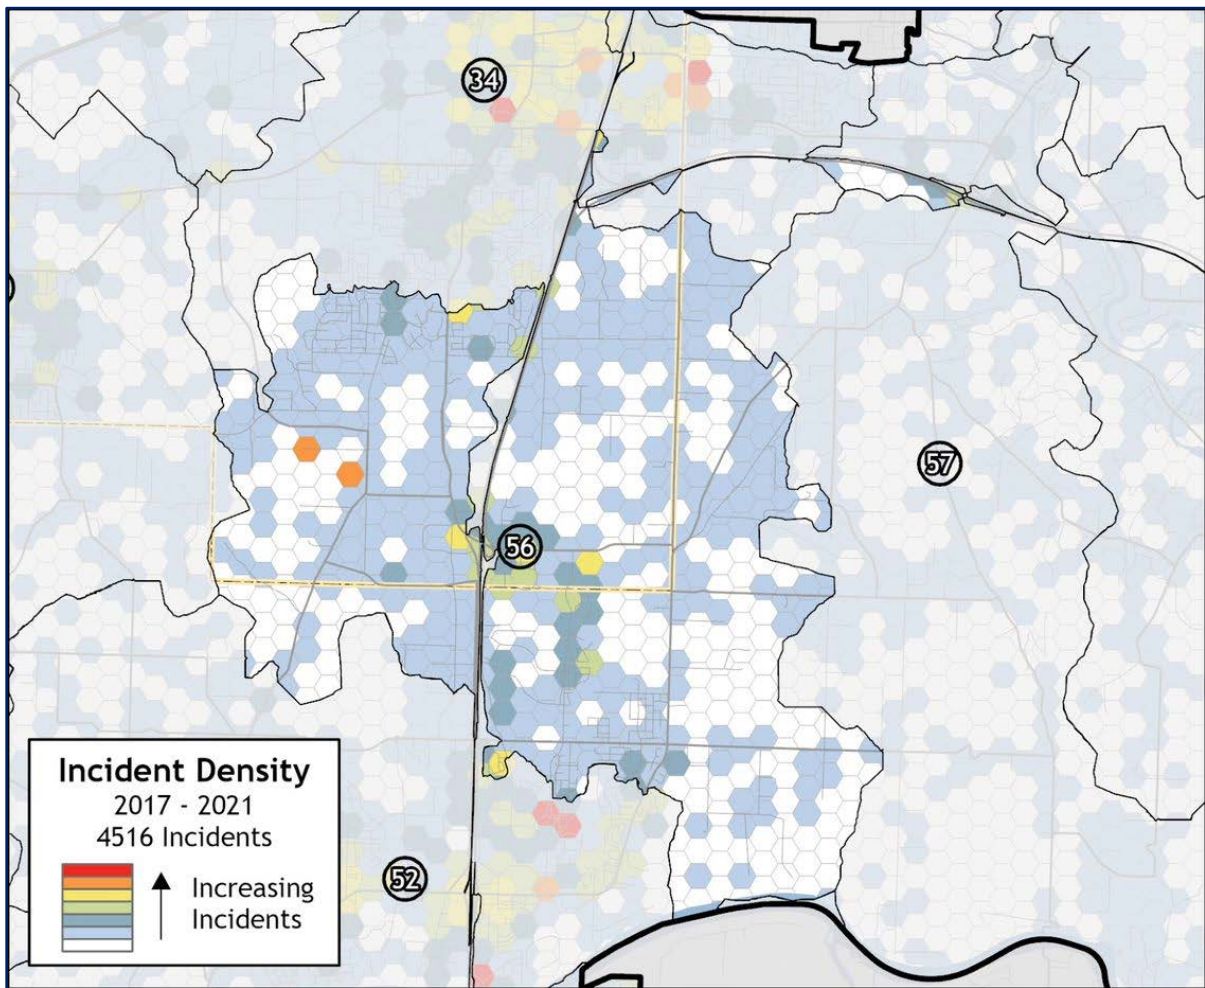 34
57
56
52
Incident Density
2017 - 2021
4516 Incidents
Increasing
Incidents